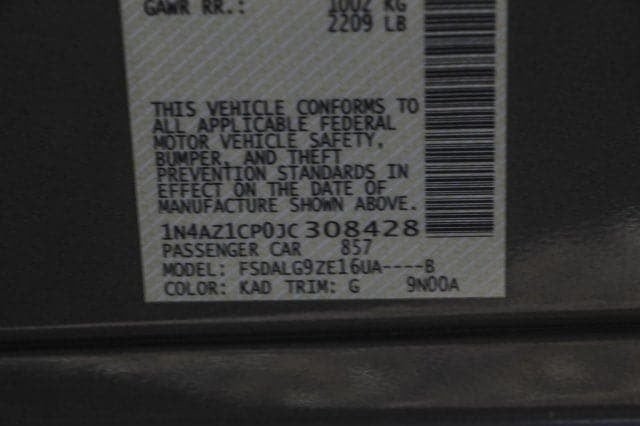 GAWR RR.: 1002 KG
2209 LB
THIS VEHICLE CONFORMS TO
ALL APPLICABLE FEDERAL
MOTOR VEHICLE SAFETY,
BUMPER, AND THEFT
PREVENTION STANDARDS IN
EFFECT ON THE DATE OF
MANUFACTURE SHOWN ABOVE.
1N4AZ1CP0JC308428
PASSENGER CAR 857
MODEL: FSDALG9ZE16UA----B
COLOR: KAD TRIM: G 9N00A